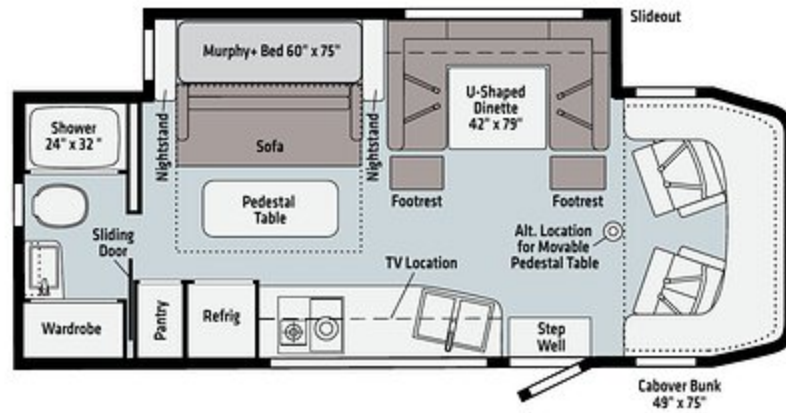 Slideout
Murphy+ Bed 60" x 75"
U-Shaped
Dinette
42" x 79"
Shower
24" x 32 "
Nightstand
Nightstand
Sofa
Footrest
Footrest
Pedestal
Table
Sliding
Door
Alt. Location
for Movable
Pedestal Table
TV Location
Wardrobe
Pantry
Refrig
Step
Well
Cabover Bunk
49" x 75"